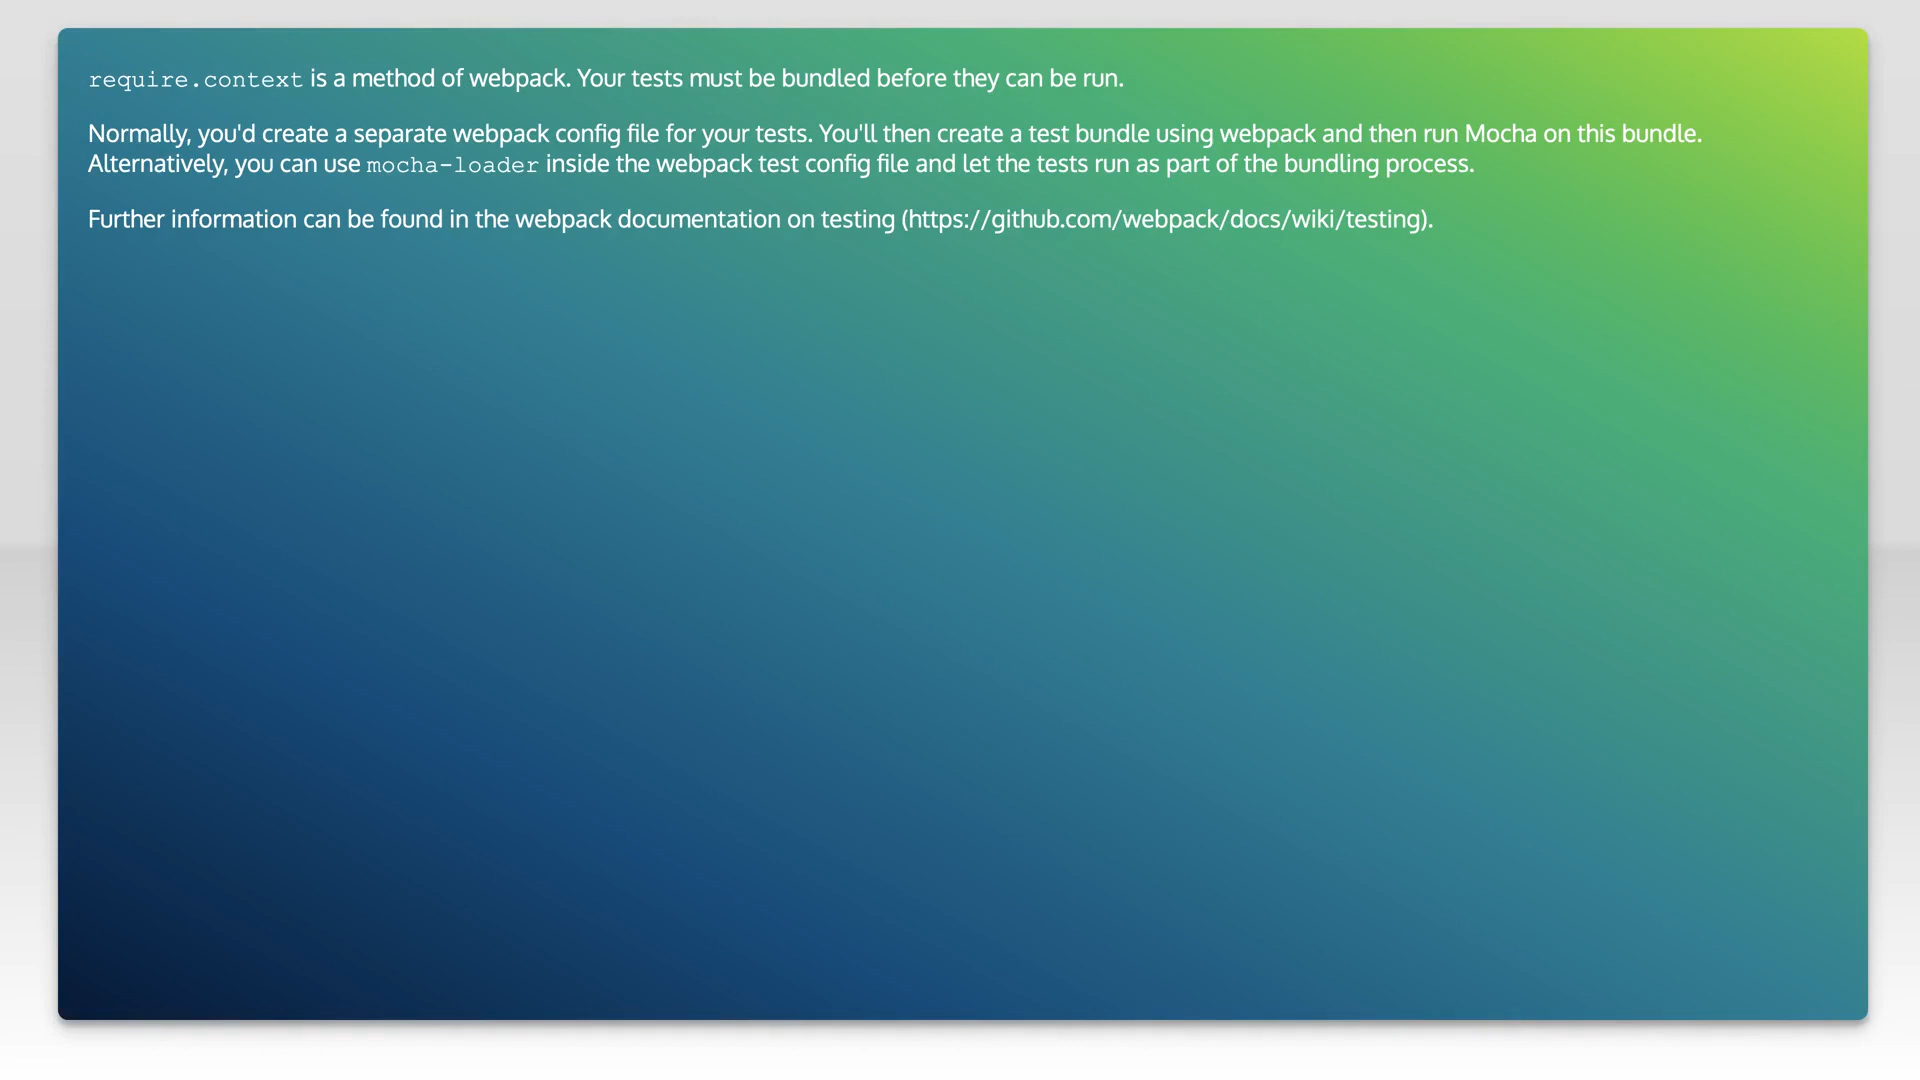 require.context is a method of webpack. Your tests must be bundled before they can be run.
Normally, you'd create a separate webpack config file for your tests. You'll then create a test bundle using webpack and then run Mocha on this bundle.
Alternatively, you can use mocha-loader inside the webpack test config file and let the tests run as part of the bundling process.
Further information can be found in the webpack documentation on testing (https://github.com/webpack/docs/wiki/testing).